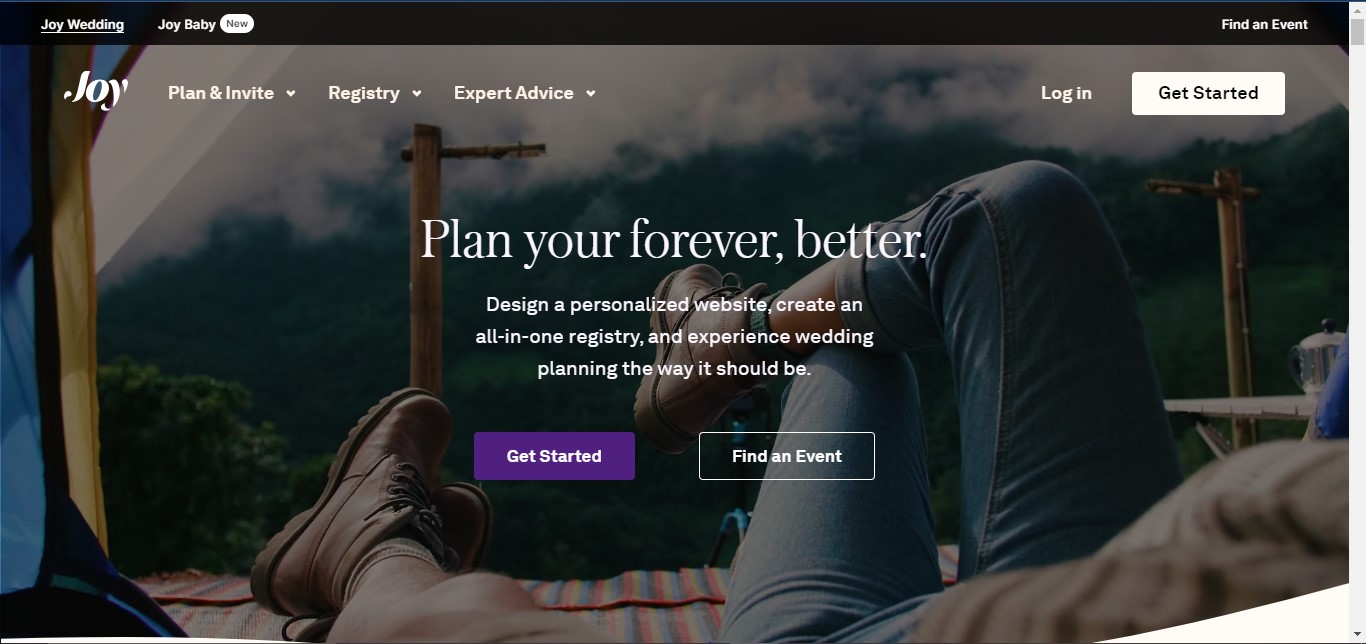 Joy Wedding Joy Baby New Find an Event
Joy Plan & Invite Registry Expert Advice Log in Get Started
Plan your forever, better.
Design a personalized website, create an
all-in-one registry, and experience wedding
planning the way it should be.
Get Started Find an Event